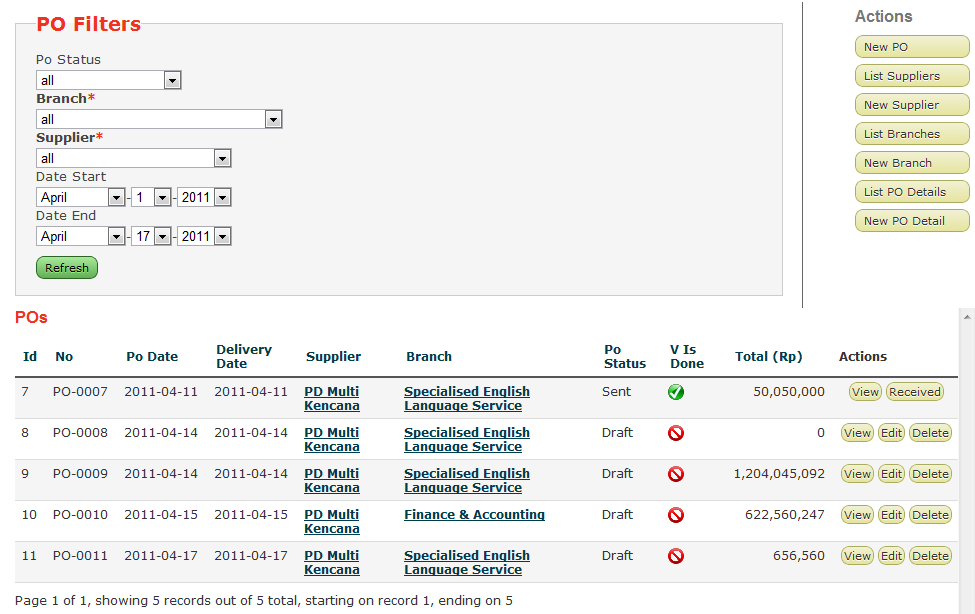 PO Filters
Po Status
all
Branch*
all
Supplier*
all
Date Start
April - 1 - 2011
Date End
April - 17 - 2011
Refresh
Actions
New PO
List Suppliers
New Supplier
List Branches
New Branch
List PO Details
New PO Detail
POs
Id No Po Date Delivery Date Supplier Branch Po Status V Is Done Total (Rp) Actions
7 PO-0007 2011-04-11 2011-04-11 PD Multi Kencana Specialised English Language Service Sent 50,050,000 View Received
8 PO-0008 2011-04-14 2011-04-14 PD Multi Kencana Specialised English Language Service Draft 0 View Edit Delete
9 PO-0009 2011-04-14 2011-04-14 PD Multi Kencana Specialised English Language Service Draft 1,204,045,092 View Edit Delete
10 PO-0010 2011-04-15 2011-04-15 PD Multi Kencana Finance & Accounting Draft 622,560,247 View Edit Delete
11 PO-0011 2011-04-17 2011-04-17 PD Multi Kencana Specialised English Language Service Draft 656,560 View Edit Delete
Page 1 of 1, showing 5 records out of 5 total, starting on record 1, ending on 5